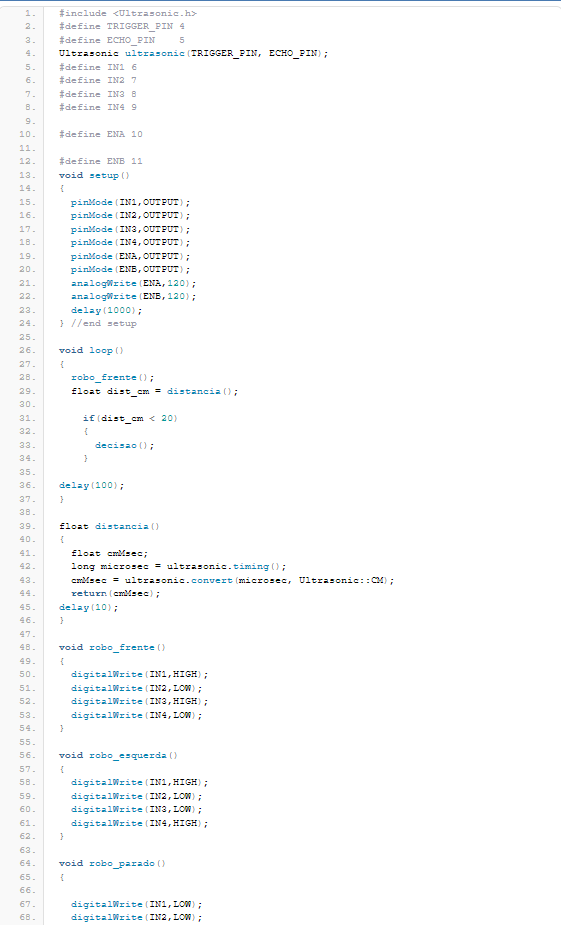 1. #include <Ultrasonic.h>
2. #define TRIGGER_PIN 4
3. #define ECHO_PIN    5
4. Ultrasonic ultrasonic(TRIGGER_PIN, ECHO_PIN);
5. #define IN1 6
6. #define IN2 7
7. #define IN3 8
8. #define IN4 9
9.
10. #define ENA 10
11.
12. #define ENB 11
13. void setup()
14. {
15.   pinMode(IN1,OUTPUT);
16.   pinMode(IN2,OUTPUT);
17.   pinMode(IN3,OUTPUT);
18.   pinMode(IN4,OUTPUT);
19.   pinMode(ENA,OUTPUT);
20.   pinMode(ENB,OUTPUT);
21.   analogWrite(ENA,120);
22.   analogWrite(ENB,120);
23.   delay(1000);
24. } //end setup
25.
26. void loop()
27. {
28.   robo_frente();
29.   float dist_cm = distancia();
30.
31.     if(dist_cm < 20)
32.     {
33.       decisao();
34.     }
35.
36. delay(100);
37. }
38.
39. float distancia()
40. {
41.   float cmMsec;
42.   long microsec = ultrasonic.timing();
43.   cmMsec = ultrasonic.convert(microsec, Ultrasonic::CM);
44.   return(cmMsec);
45. delay(10);
46. }
47.
48. void robo_frente()
49. {
50.   digitalWrite(IN1,HIGH);
51.   digitalWrite(IN2,LOW);
52.   digitalWrite(IN3,HIGH);
53.   digitalWrite(IN4,LOW);
54. }
55.
56. void robo_esquerda()
57. {
58.   digitalWrite(IN1,HIGH);
59.   digitalWrite(IN2,LOW);
60.   digitalWrite(IN3,LOW);
61.   digitalWrite(IN4,HIGH);
62. }
63.
64. void robo_parado()
65. {
66.
67.   digitalWrite(IN1,LOW);
68.   digitalWrite(IN2,LOW);